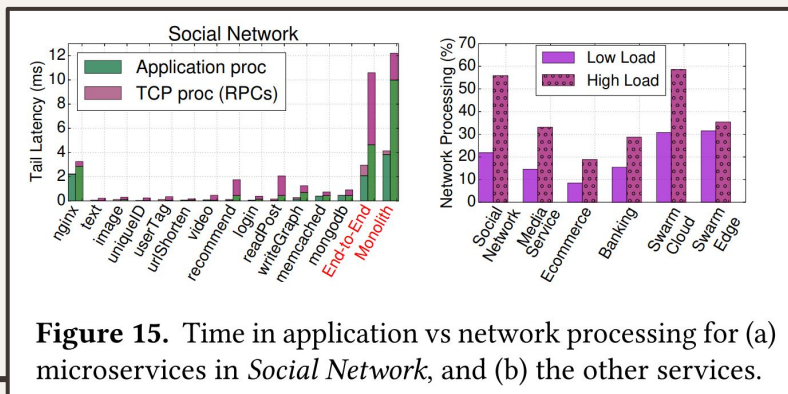 Social Network
12
10
8
6
4
2
0
Tail Latency (ms)
Application proc
TCP proc (RPCs)
nginx
text
image
uniqueID
userTag
urlShorten
video
recommend
login
readPost
writeGraph
memcached
mongodb
End-to-End
Monolith
70
60
50
40
30
20
10
0
Network Processing (%)
Low Load
High Load
Social
Network
Media
Service
Ecommerce
Banking
Swarm
Cloud
Swarm
Edge
Figure 15. Time in application vs network processing for (a)
microservices in Social Network, and (b) the other services.